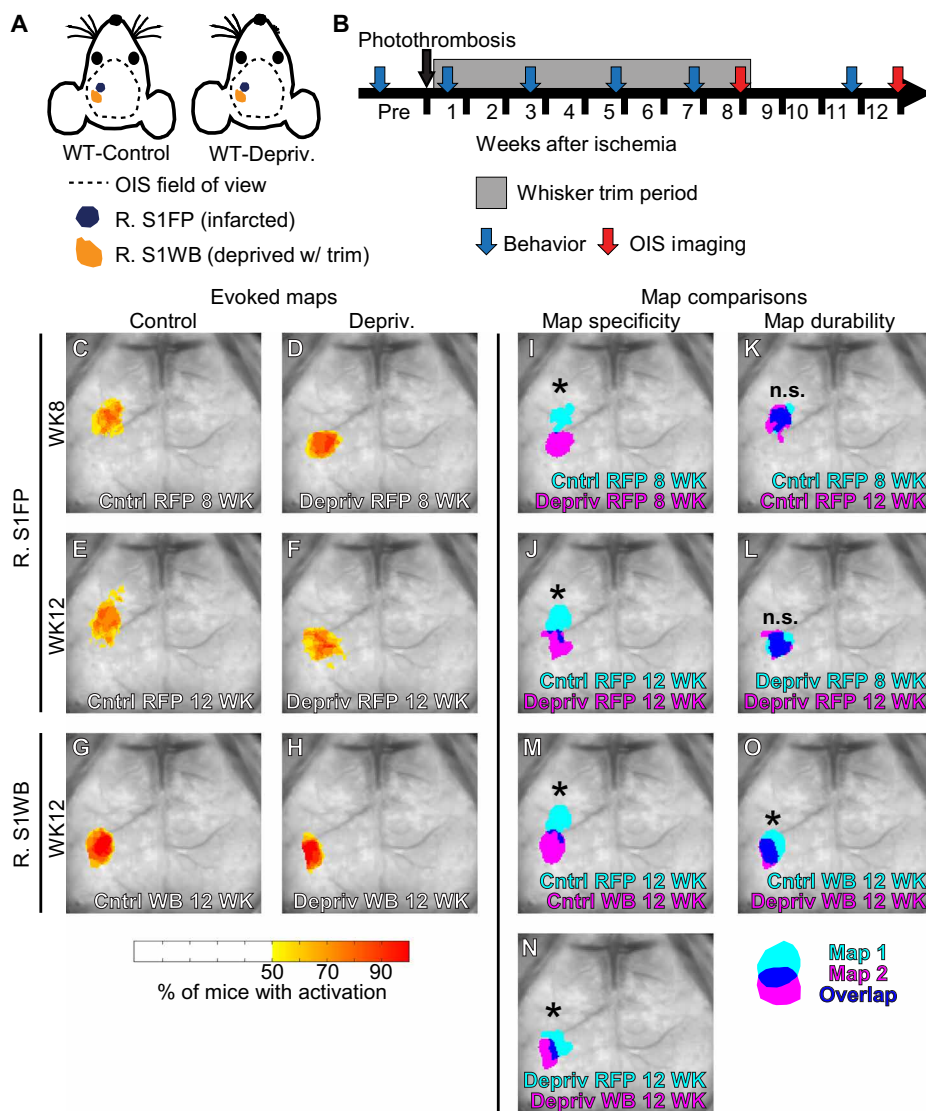 A
WT-Control
WT-Depriv.
OIS field of view
R. S1FP (infarcted)
R. S1WB (deprived w/ trim)
B
Photothrombosis
Pre 1 2 3 4 5 6 7 8 9 10 11 12
Weeks after ischemia
Whisker trim period
Behavior
OIS imaging
Evoked maps
Map comparisons
Control
Depriv.
Map specificity
Map durability
R. S1FP
WK8
C
Cntrl RFP 8 WK
D
Depriv RFP 8 WK
I
*
Cntrl RFP 8 WK
Depriv RFP 8 WK
K
n.s.
Cntrl RFP 8 WK
Cntrl RFP 12 WK
WK12
E
Cntrl RFP 12 WK
F
Depriv RFP 12 WK
J
*
Cntrl RFP 12 WK
Depriv RFP 12 WK
L
n.s.
Depriv RFP 8 WK
Depriv RFP 12 WK
R. S1WB
WK12
G
Cntrl WB 12 WK
H
Depriv WB 12 WK
M
*
Cntrl RFP 12 WK
Cntrl WB 12 WK
O
*
Cntrl WB 12 WK
Depriv WB 12 WK
50 70 90
% of mice with activation
N
*
Depriv RFP 12 WK
Depriv WB 12 WK
Map 1
Map 2
Overlap